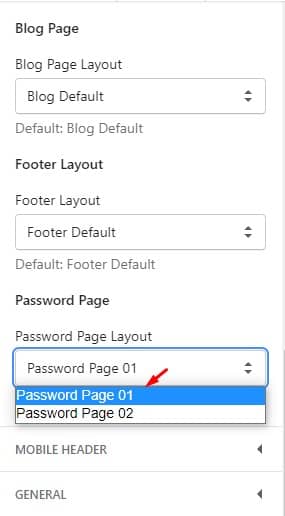 Blog Page
Blog Page Layout
Blog Default
Default: Blog Default
Footer Layout
Footer Layout
Footer Default
Default: Footer Default
Password Page
Password Page Layout
Password Page 01
Password Page 01
Password Page 02
MOBILE HEADER
GENERAL